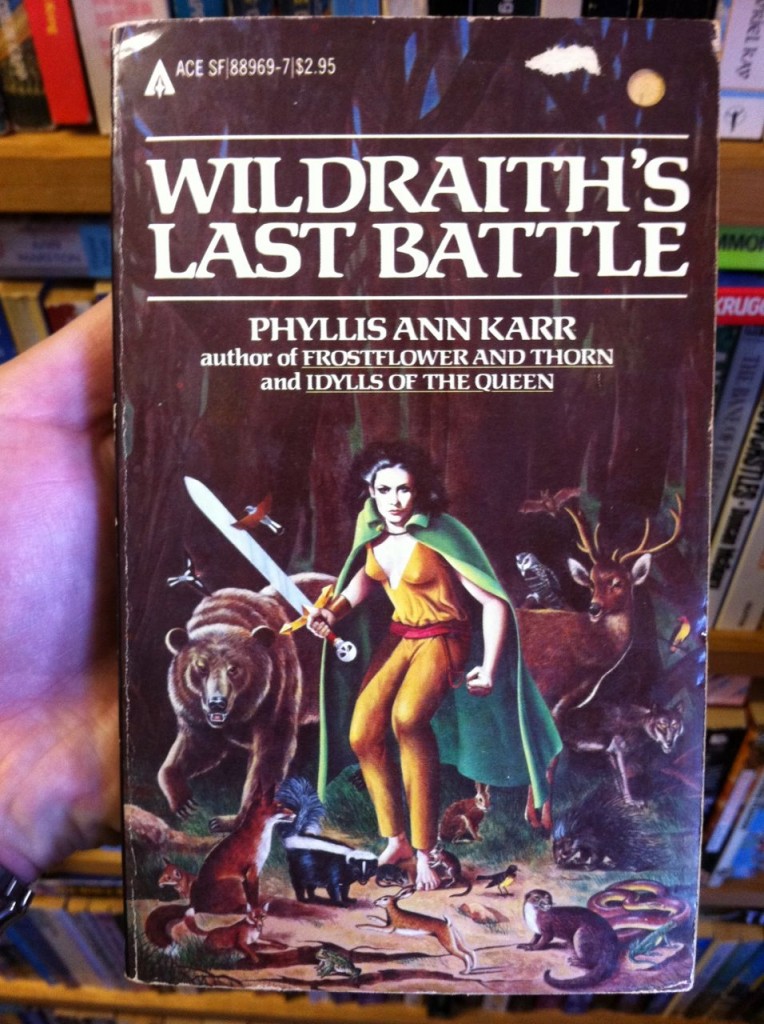 ACE SF|88969-7|$2.95
WILDRAITH'S
LAST BATTLE
PHYLLIS ANN KARR
author of FROSTFLOWER AND THORN
and IDYLLS OF THE QUEEN